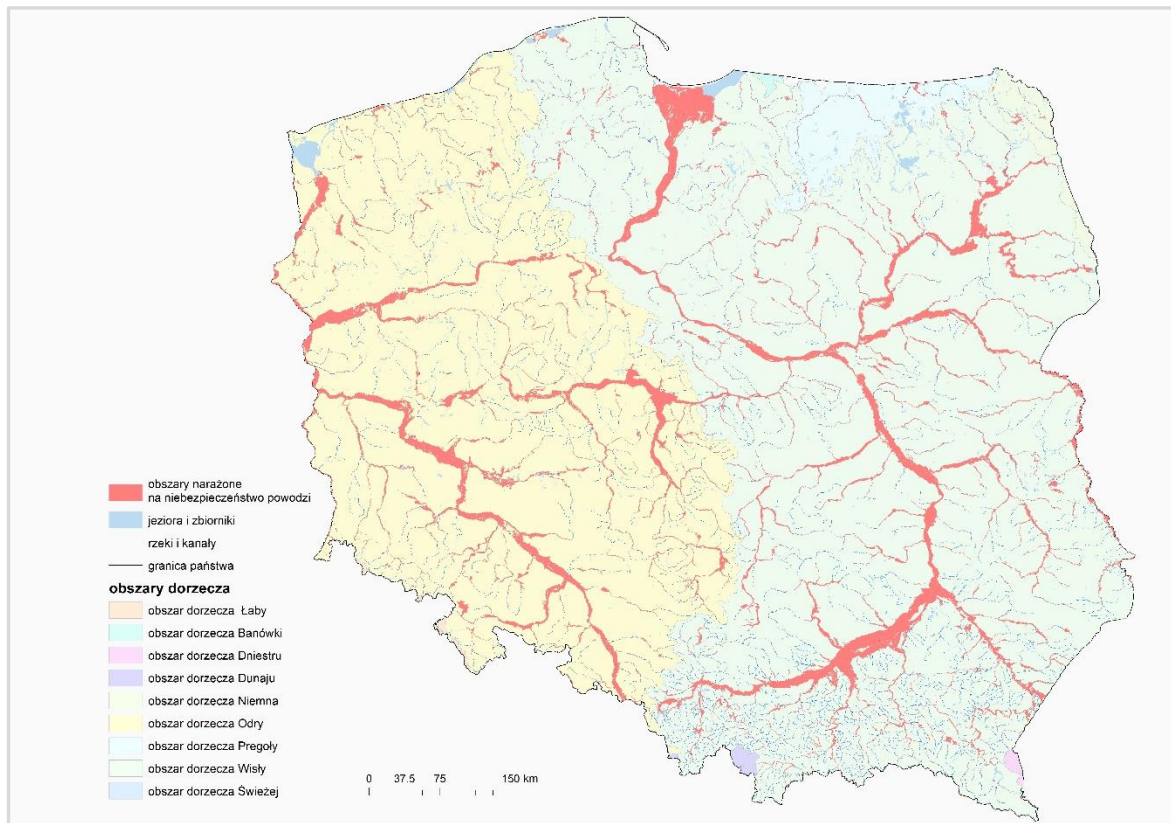 obszary narażone
na niebezpieczeństwo powodzi
jeziora i zbiorniki
rzeki i kanały
granica państwa
obszary dorzecza
obszar dorzecza Łaby
obszar dorzecza Banówki
obszar dorzecza Dniestru
obszar dorzecza Dunaju
obszar dorzecza Niemna
obszar dorzecza Odry
obszar dorzecza Pregoły
obszar dorzecza Wisły
obszar dorzecza Świeżej
0 37.5 75 150 km